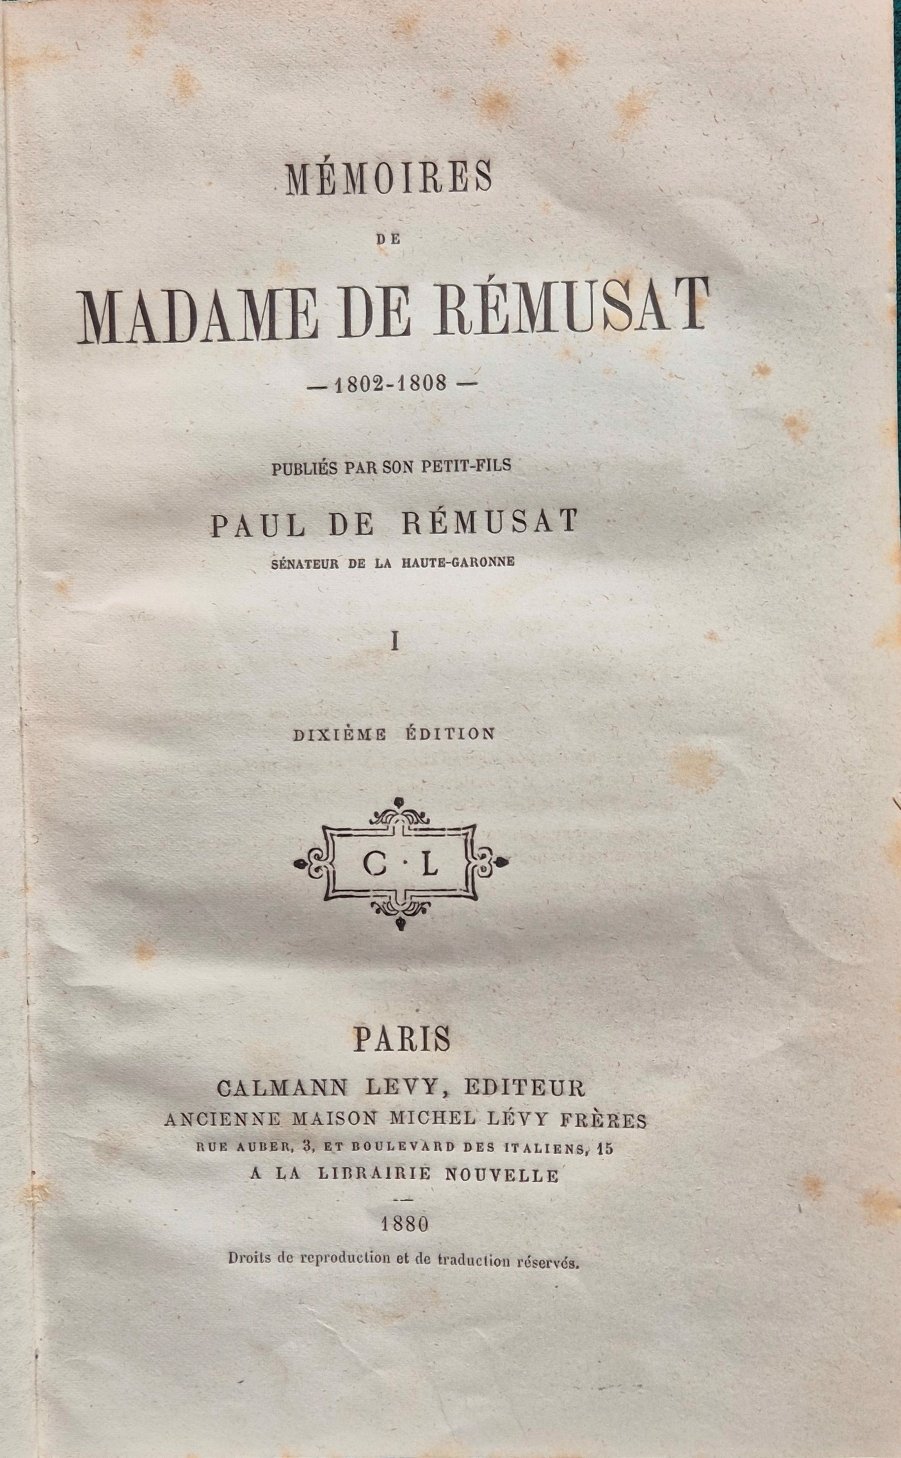 MÉMOIRES
DE
MADAME DE RÉMUSAT
— 1802-1808 —
PUBLIÉS PAR SON PETIT-FILS
PAUL DE RÉMUSAT
SÉNATEUR DE LA HAUTE-GARONNE
I
DIXIÈME ÉDITION
C · L
PARIS
CALMANN LEVY, EDITEUR
ANCIENNE MAISON MICHEL LÉVY FRÈRES
RUE AUBER, 3, ET BOULEVARD DES ITALIENS, 15
A LA LIBRAIRIE NOUVELLE
—
1880
Droits de reproduction et de traduction réservés.